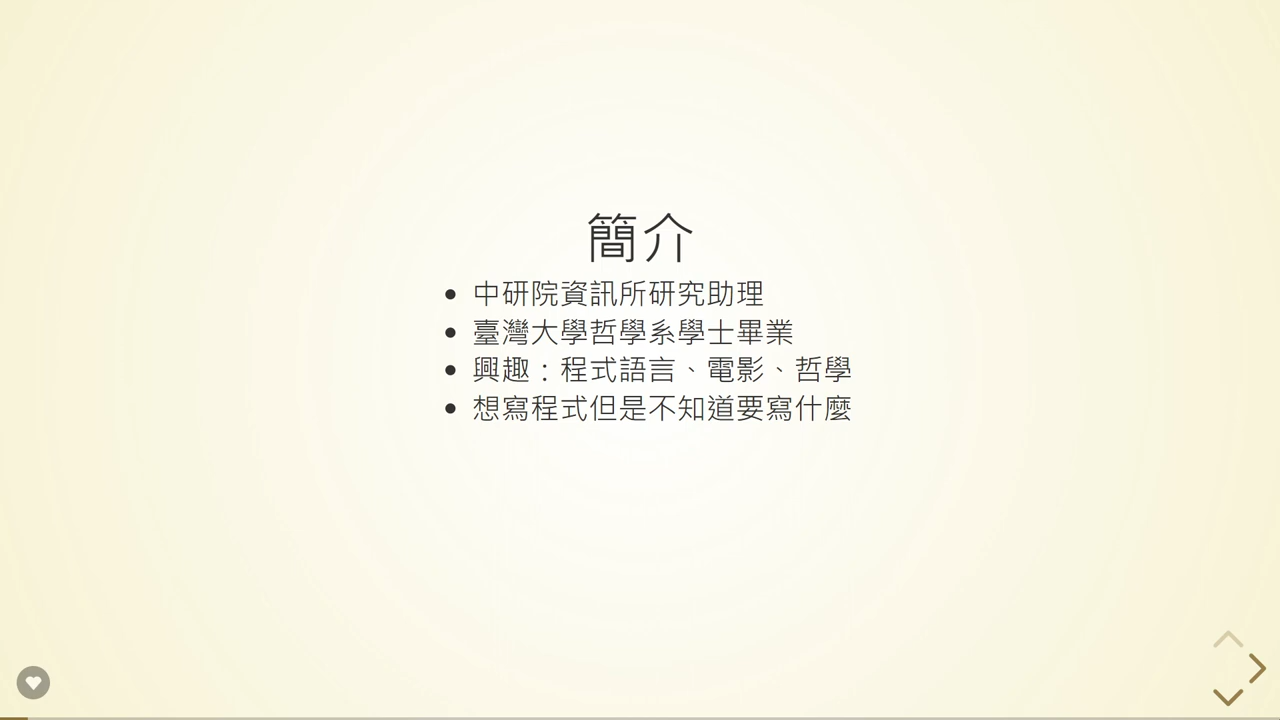 簡介
中研院資訊所研究助理
臺灣大學哲學系學士畢業
興趣：程式語言、電影、哲學
想寫程式但是不知道要寫什麼